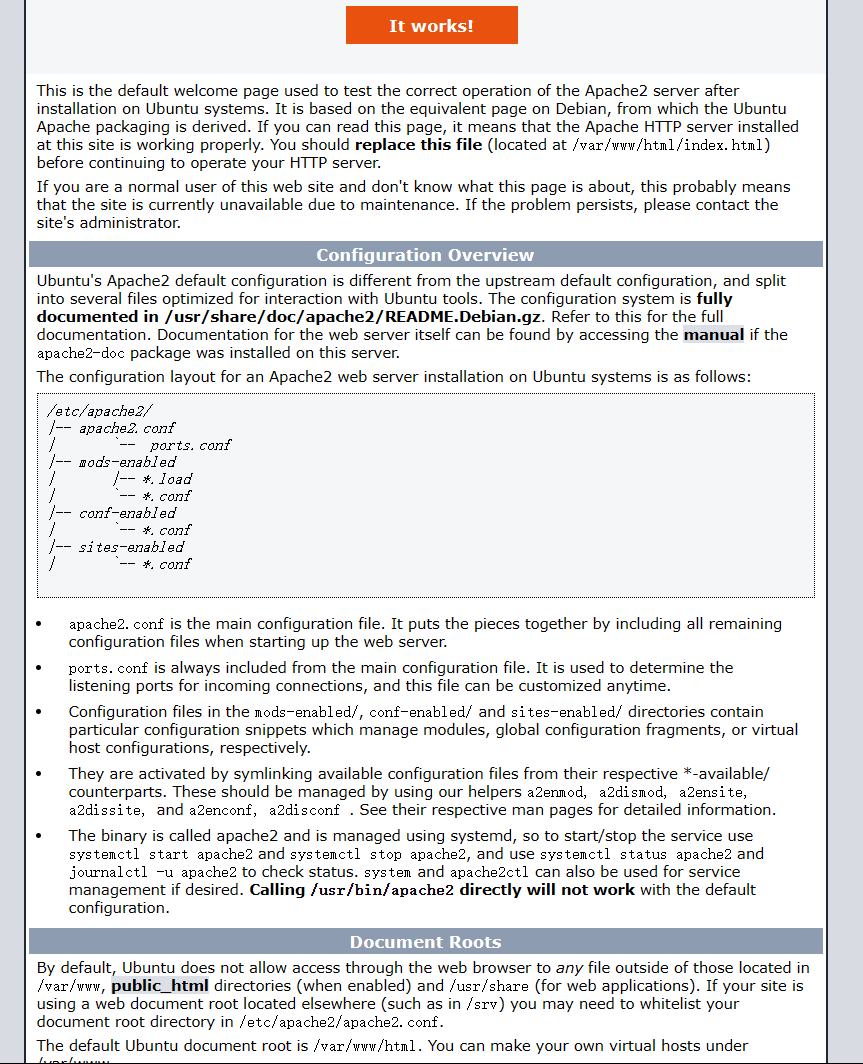 It works!
This is the default welcome page used to test the correct operation of the Apache2 server after
installation on Ubuntu systems. It is based on the equivalent page on Debian, from which the Ubuntu
Apache packaging is derived. If you can read this page, it means that the Apache HTTP server installed
at this site is working properly. You should replace this file (located at /var/www/html/index.html)
before continuing to operate your HTTP server.
If you are a normal user of this web site and don't know what this page is about, this probably means
that the site is currently unavailable due to maintenance. If the problem persists, please contact the
site's administrator.
Configuration Overview
Ubuntu's Apache2 default configuration is different from the upstream default configuration, and split
into several files optimized for interaction with Ubuntu tools. The configuration system is fully
documented in /usr/share/doc/apache2/README.Debian.gz. Refer to this for the full
documentation. Documentation for the web server itself can be found by accessing the manual if the
apache2-doc package was installed on this server.
The configuration layout for an Apache2 web server installation on Ubuntu systems is as follows:
/etc/apache2/
|-- apache2.conf
|       `--  ports.conf
|-- mods-enabled
|       |-- *.load
|       `-- *.conf
|-- conf-enabled
|       `-- *.conf
|-- sites-enabled
|       `-- *.conf
• apache2.conf is the main configuration file. It puts the pieces together by including all remaining
configuration files when starting up the web server.
• ports.conf is always included from the main configuration file. It is used to determine the
listening ports for incoming connections, and this file can be customized anytime.
• Configuration files in the mods-enabled/, conf-enabled/ and sites-enabled/ directories contain
particular configuration snippets which manage modules, global configuration fragments, or virtual
host configurations, respectively.
• They are activated by symlinking available configuration files from their respective *-available/
counterparts. These should be managed by using our helpers a2enmod, a2dismod, a2ensite,
a2dissite, and a2enconf, a2disconf . See their respective man pages for detailed information.
• The binary is called apache2 and is managed using systemd, so to start/stop the service use
systemctl start apache2 and systemctl stop apache2, and use systemctl status apache2 and
journalctl -u apache2 to check status. system and apache2ctl can also be used for service
management if desired. Calling /usr/bin/apache2 directly will not work with the default
configuration.
Document Roots
By default, Ubuntu does not allow access through the web browser to any file outside of those located in
/var/www, public_html directories (when enabled) and /usr/share (for web applications). If your site is
using a web document root located elsewhere (such as in /srv) you may need to whitelist your
document root directory in /etc/apache2/apache2.conf.
The default Ubuntu document root is /var/www/html. You can make your own virtual hosts under